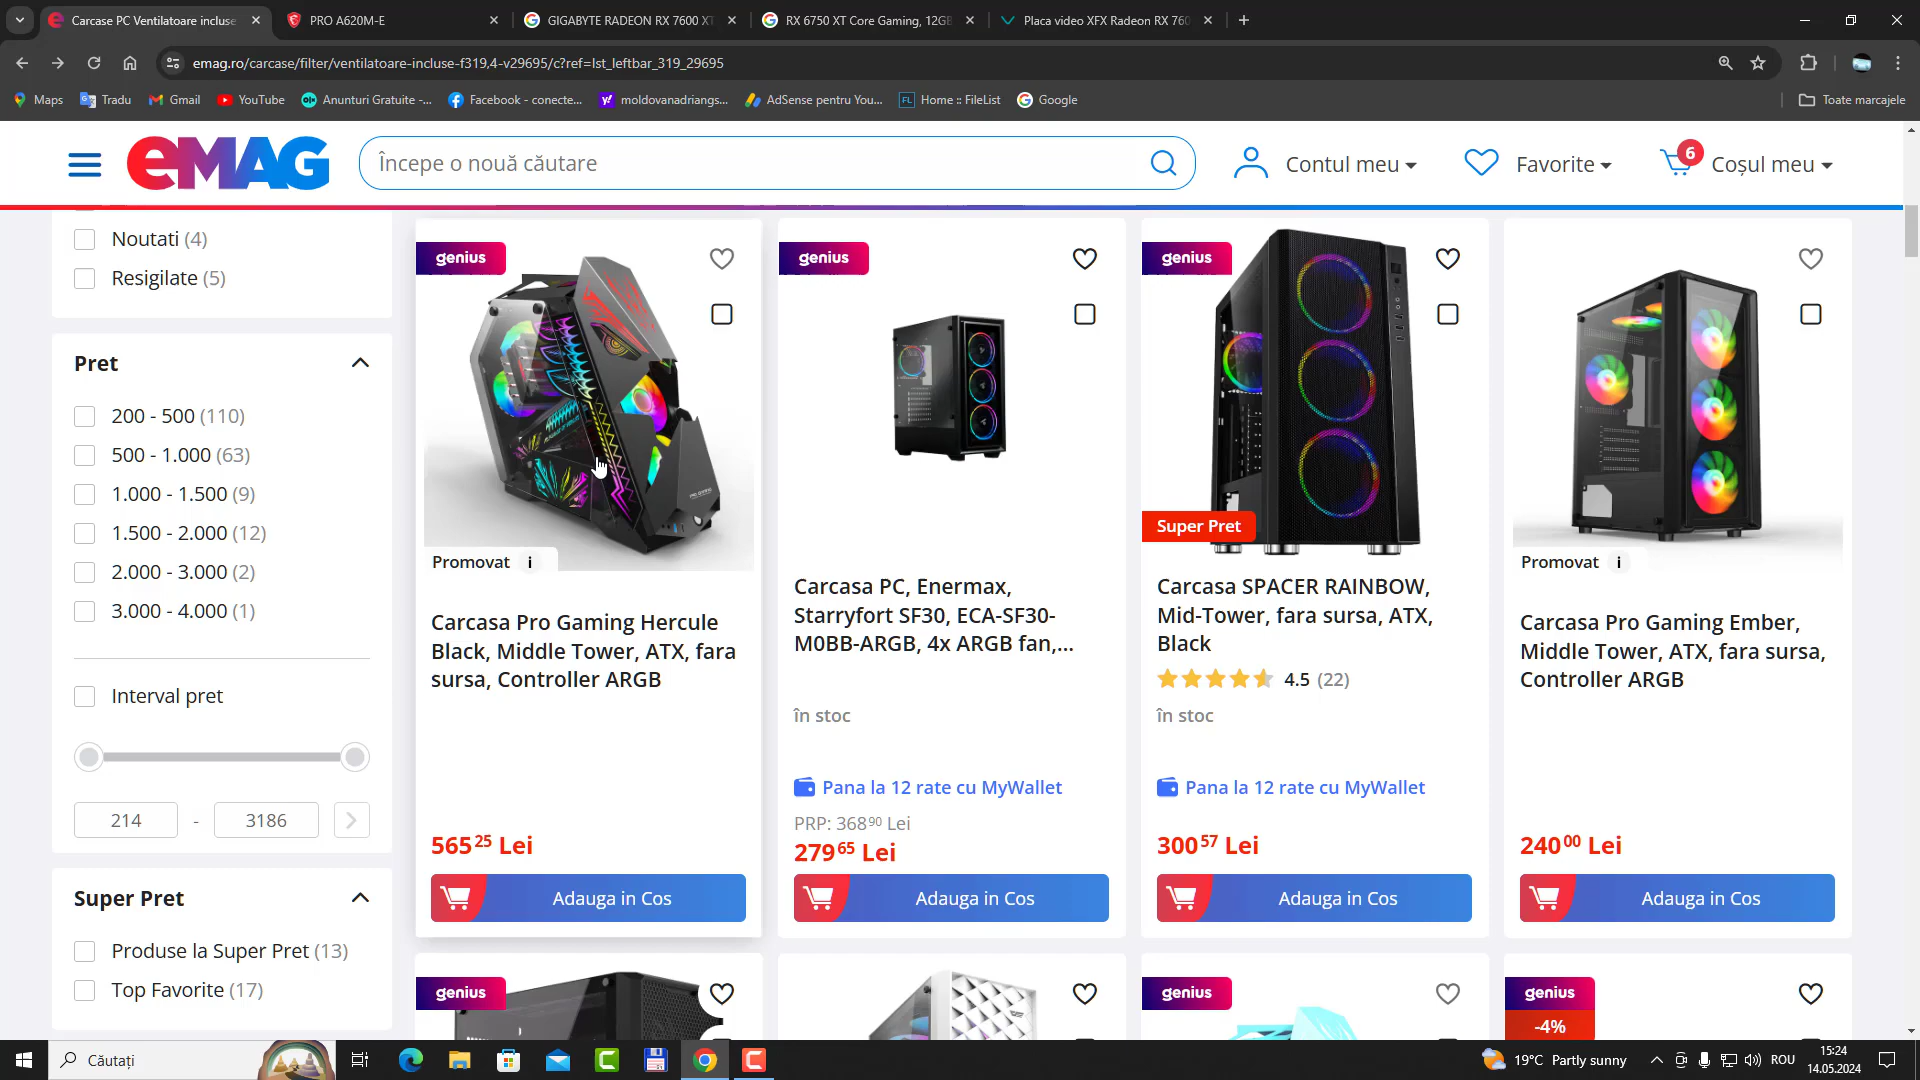 Carcase PC Ventilatoare incluse
PRO A620M-E
GIGABYTE RADEON RX 7600 XT
RX 6750 XT Core Gaming, 12GB
Placa video XFX Radeon RX 760
emag.ro/carcase/filter/ventilatoare-incluse-f319,4-v29695/c?ref=lst_leftbar_319_29695
Maps
Tradu
Gmail
YouTube
Anunturi Gratuite -...
Facebook - conecte...
moldovanadriangs...
AdSense pentru You...
FL Home :: FileList
Google
Toate marcajele
eMAG
Începe o nouă căutare
Contul meu
Favorite
6
Coșul meu
Noutati (4)
Resigilate (5)
Pret
200 - 500 (110)
500 - 1.000 (63)
1.000 - 1.500 (9)
1.500 - 2.000 (12)
2.000 - 3.000 (2)
3.000 - 4.000 (1)
Interval pret
214 - 3186
Super Pret
Produse la Super Pret (13)
Top Favorite (17)
genius
Promovat i
Carcasa Pro Gaming Hercule
Black, Middle Tower, ATX, fara
sursa, Controller ARGB
565 25 Lei
Adauga in Cos
genius
Carcasa PC, Enermax,
Starryfort SF30, ECA-SF30-
M0BB-ARGB, 4x ARGB fan,...
în stoc
Pana la 12 rate cu MyWallet
PRP: 368 90 Lei
279 65 Lei
Adauga in Cos
genius
Super Pret
Carcasa SPACER RAINBOW,
Mid-Tower, fara sursa, ATX,
Black
4.5 (22)
în stoc
Pana la 12 rate cu MyWallet
300 57 Lei
Adauga in Cos
Promovat i
Carcasa Pro Gaming Ember,
Middle Tower, ATX, fara sursa,
Controller ARGB
240 00 Lei
Adauga in Cos
genius
genius
genius
-4%
Căutați
19°C Partly sunny
ROU
15:24
14.05.2024